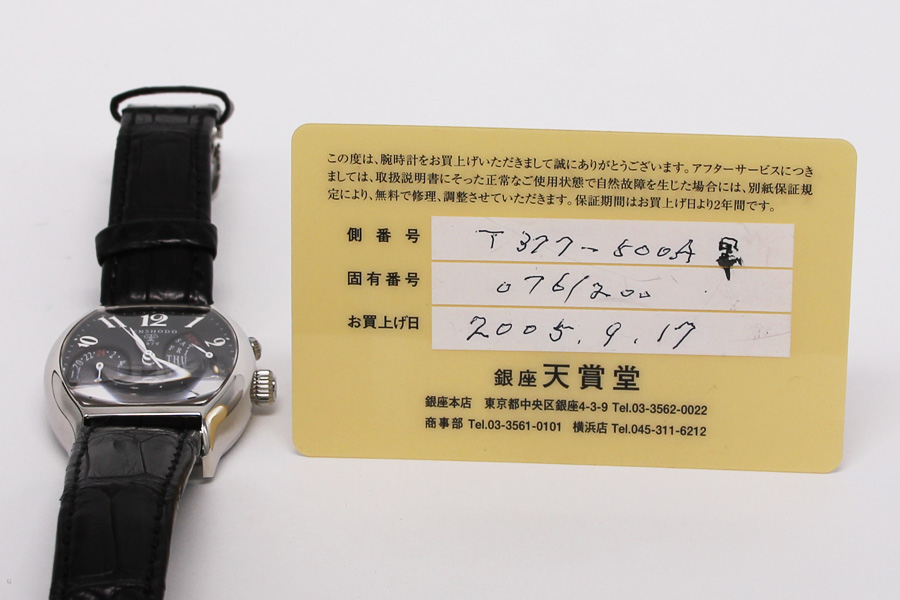 この度は、腕時計をお買上げいただきまして誠にありがとうございます。アフターサービスにつき
ましては、取扱説明書にそった正常なご使用状態で自然故障を生じた場合には、別紙保証規
定により、無料で修理、調整させていただきます。保証期間はお買上げ日より2年間です。
側番号 T377-500A
固有番号 076/200
お買上げ日 2005.9.17
銀座 天賞堂
銀座本店 東京都中央区銀座4-3-9 Tel.03-3562-0022
商事部 Tel.03-3561-0101 横浜店 Tel.045-311-6212
12
THU